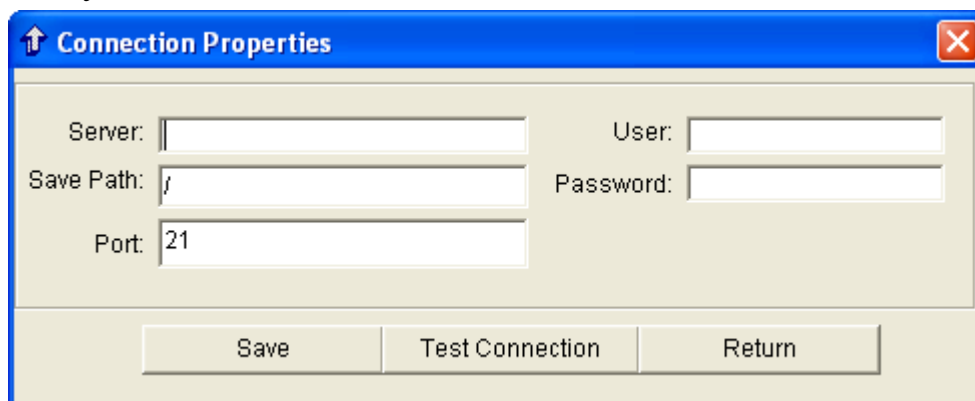 Connection Properties
Server:
User:
Save Path: /
Password:
Port: 21
Save Test Connection Return